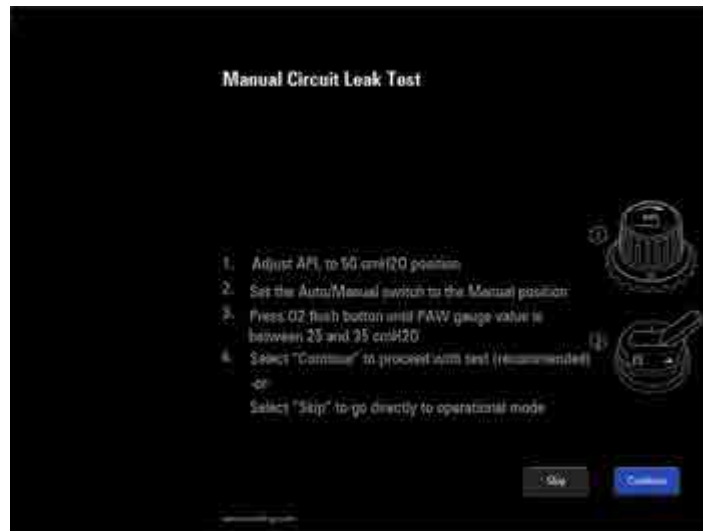 Manual Circuit Leak Test
1. Adjust APL to 50 cmH2O position
2. Set the Auto/Manual switch to the Manual position
3. Press O2 flush button until PAW gauge value is
between 25 and 35 cmH2O
4. Select "Continue" to proceed with test (recommended)
-or-
Select "Skip" to go directly to operational mode
Skip
Continue